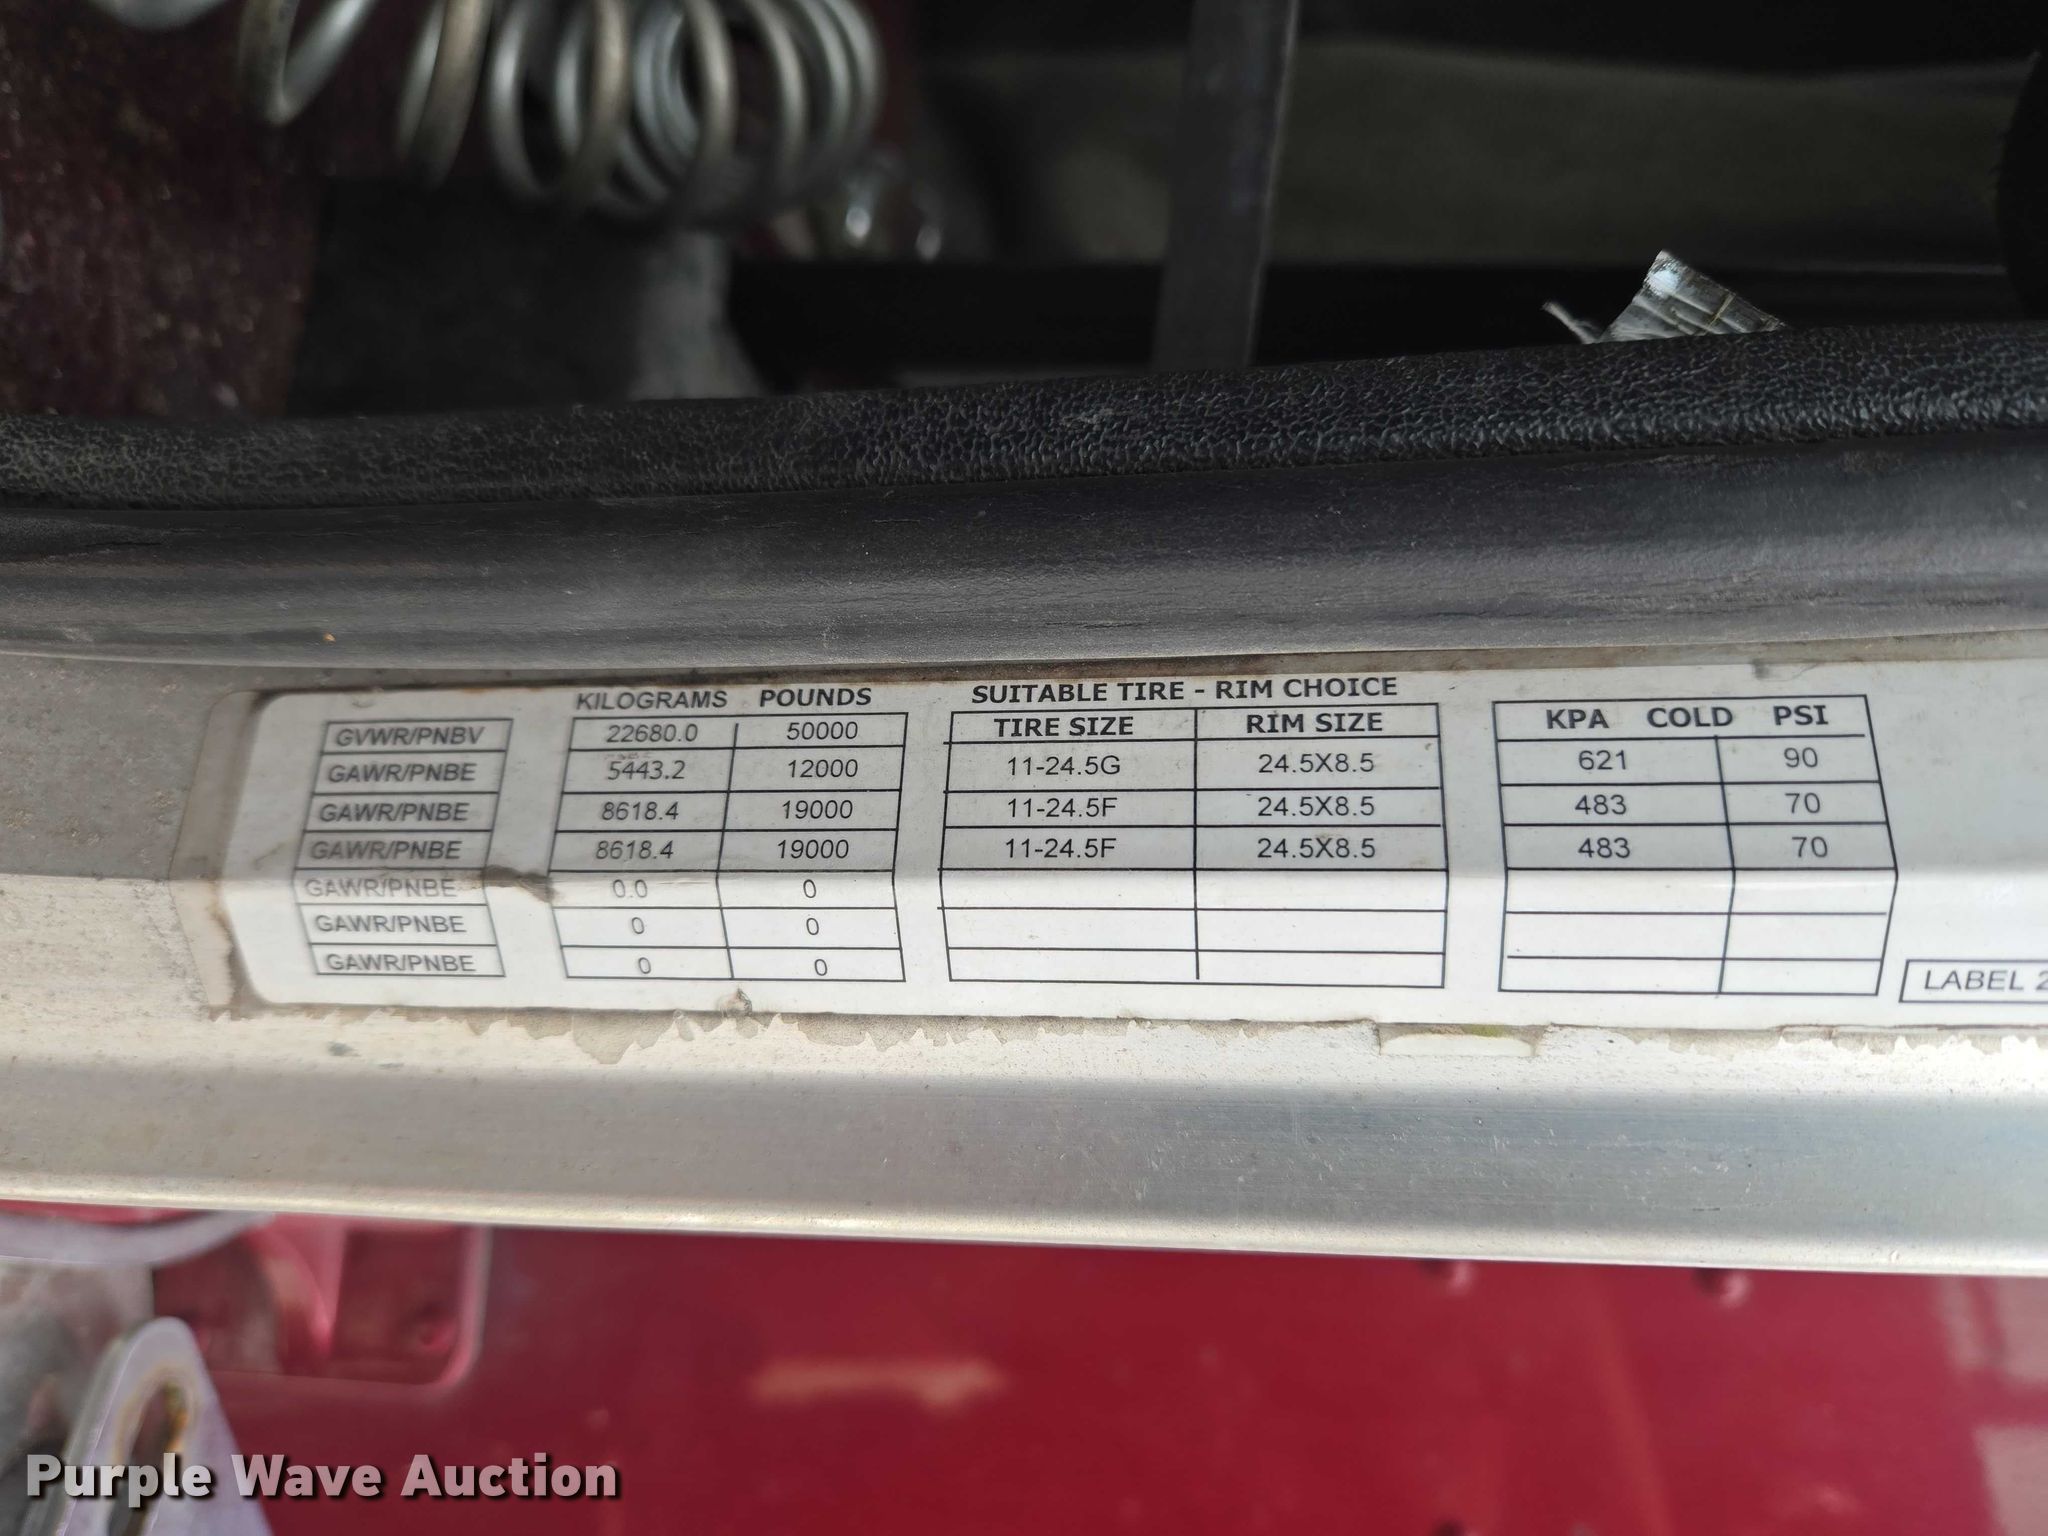 KILOGRAMS POUNDS SUITABLE TIRE - RIM CHOICE
GVWR/PNBV 22680.0 50000 TIRE SIZE RIM SIZE KPA COLD PSI
GAWR/PNBE 5443.2 12000 11-24.5G 24.5X8.5 621 90
GAWR/PNBE 8618.4 19000 11-24.5F 24.5X8.5 483 70
GAWR/PNBE 8618.4 19000 11-24.5F 24.5X8.5 483 70
GAWR/PNBE 0.0 0
GAWR/PNBE 0 0
GAWR/PNBE 0 0
LABEL 2
Purple Wave Auction